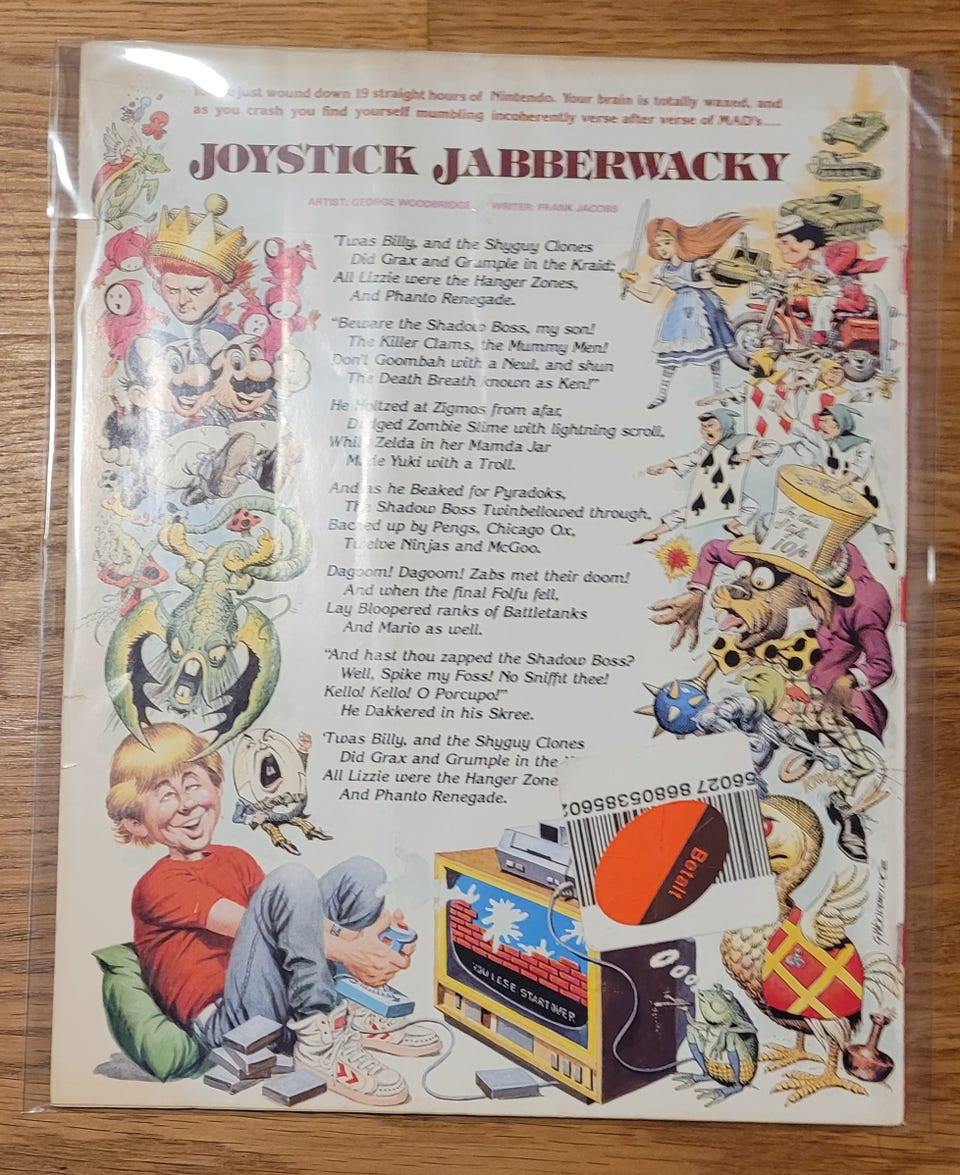 just wound down 19 straight hours of Nintendo. Your brain is totally waxed, and
as you crash you find yourself mumbling incoherently verse after verse of MAD's....
JOYSTICK JABBERWACKY
ARTIST: GEORGE WOODBRIDGE WRITER: FRANK JACOBS
'Twas Billy, and the Shyguy Clones
Did Grax and Grumple in the Kraid;
All Lizzie were the Hanger Zones,
And Phanto Renegade.
"Beware the Shadow Boss, my son!
The Killer Clams, the Mummy Men!
Don't Goombah with a Neul, and shun
The Death Breath known as Ken!"
He Holtzed at Zigmos from afar,
Dodged Zombie Slime with lightning scroll,
While Zelda in her Mamda Jar
Made Yuki with a Troll.
And as he Beaked for Pyradoks,
The Shadow Boss Twinbellowed through,
Backed up by Pengs, Chicago Ox,
Twelve Ninjas and McGoo.
Dagoom! Dagoom! Zabs met their doom!
And when the final Folfu fell,
Lay Bloopered ranks of Battletanks
And Mario as well.
"And hast thou zapped the Shadow Boss?
Well, Spike my Foss! No Snifit thee!
Kello! Kello! O Porcupo!"
He Dakkered in his Skree.
'Twas Billy, and the Shyguy Clones
Did Grax and Grumple in the
All Lizzie were the Hanger Zone
And Phanto Renegade.
10/6
56027 86805385602
Betalt
YOU LOSE START OVER